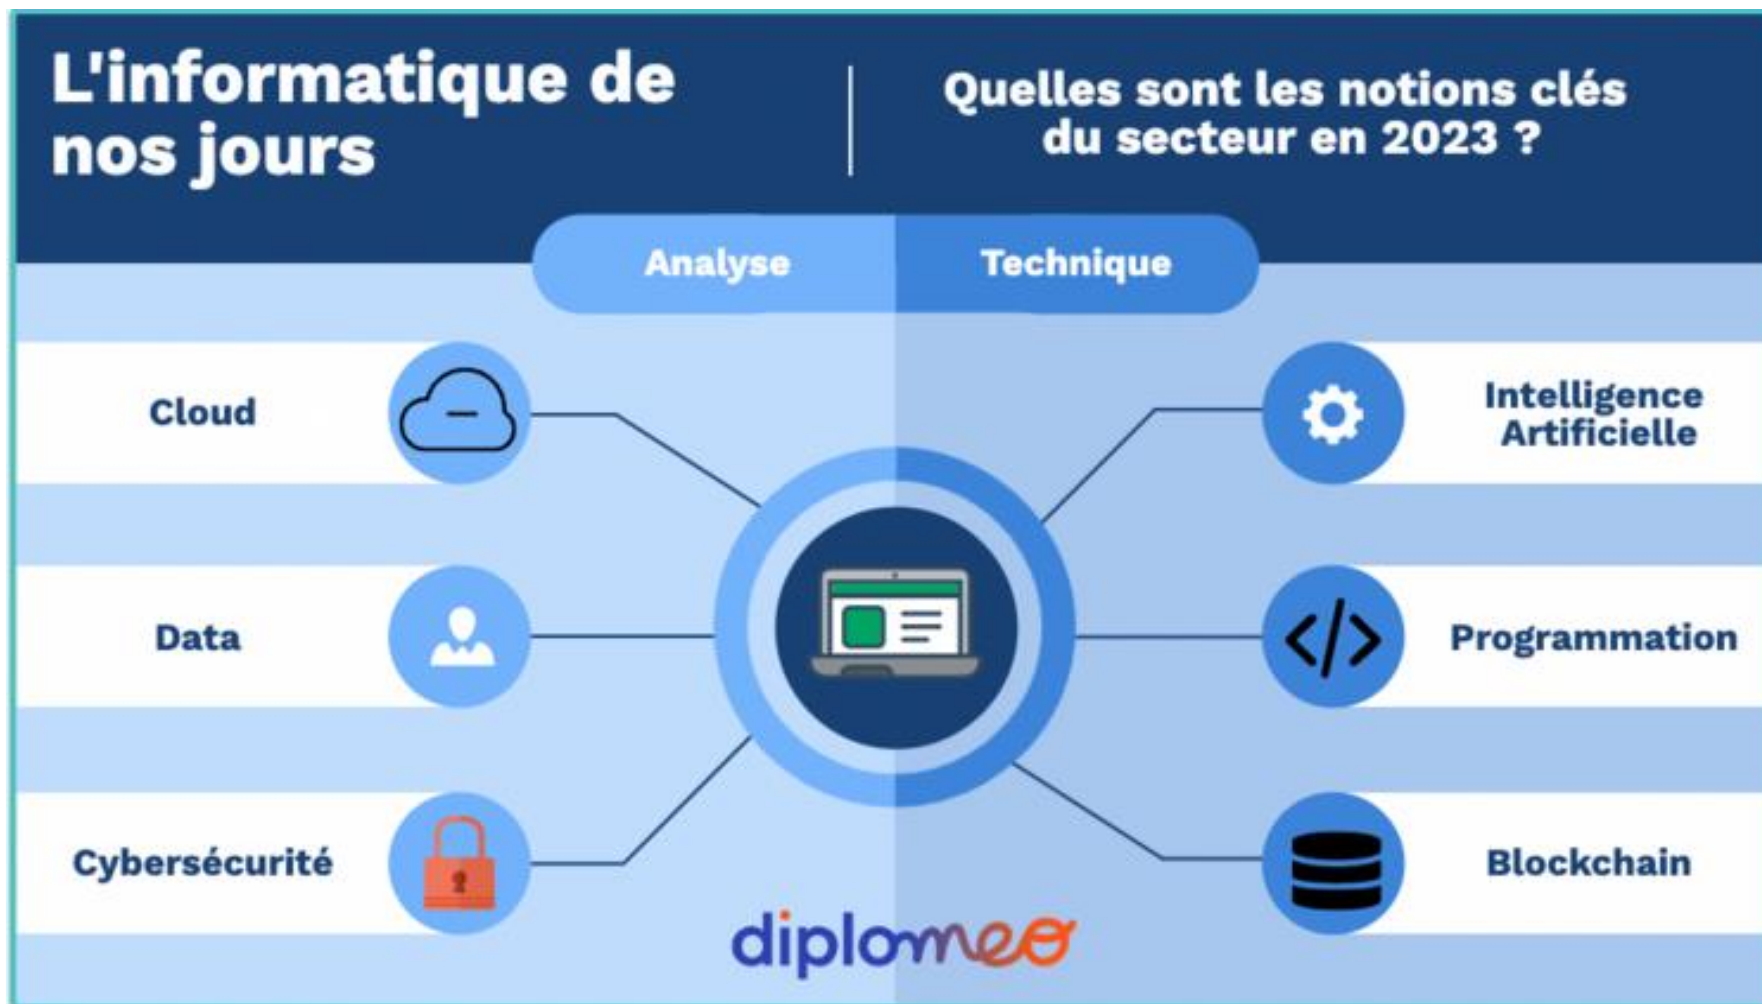 L'informatique de
nos jours
Quelles sont les notions clés
du secteur en 2023 ?
Analyse
Technique
Cloud
Data
Cybersécurité
Intelligence
Artificielle
Programmation
Blockchain
diplomeo